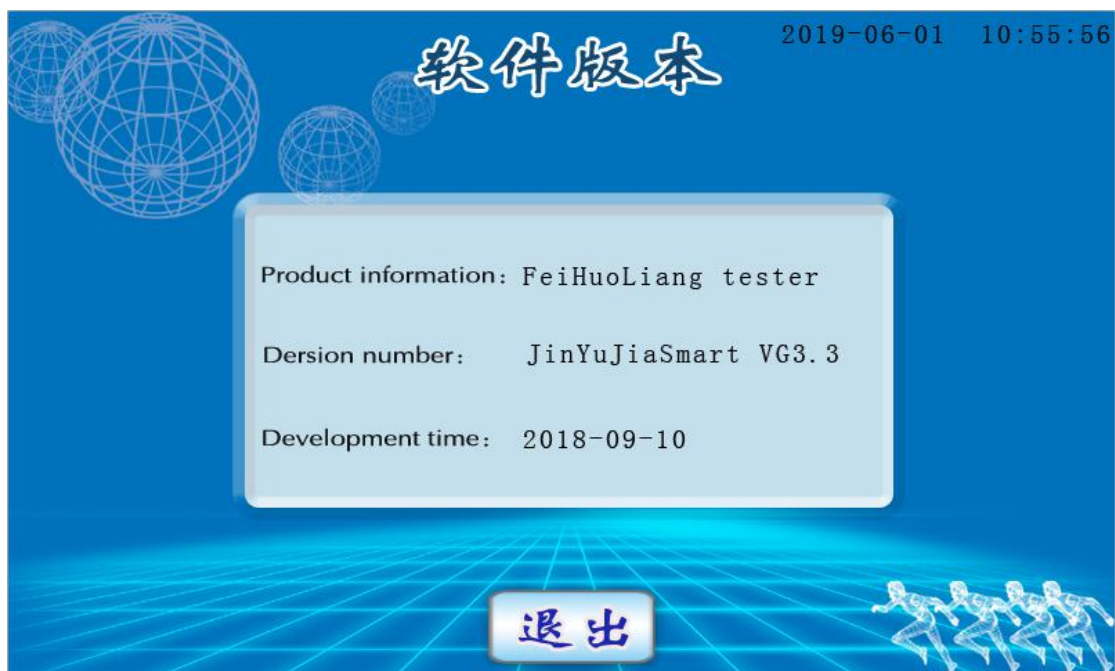 软件版本
2019-06-01 10:55:56
Product information: FeiHuoLiang tester
Dersion number: JinYuJiaSmart VG3.3
Development time: 2018-09-10
退出